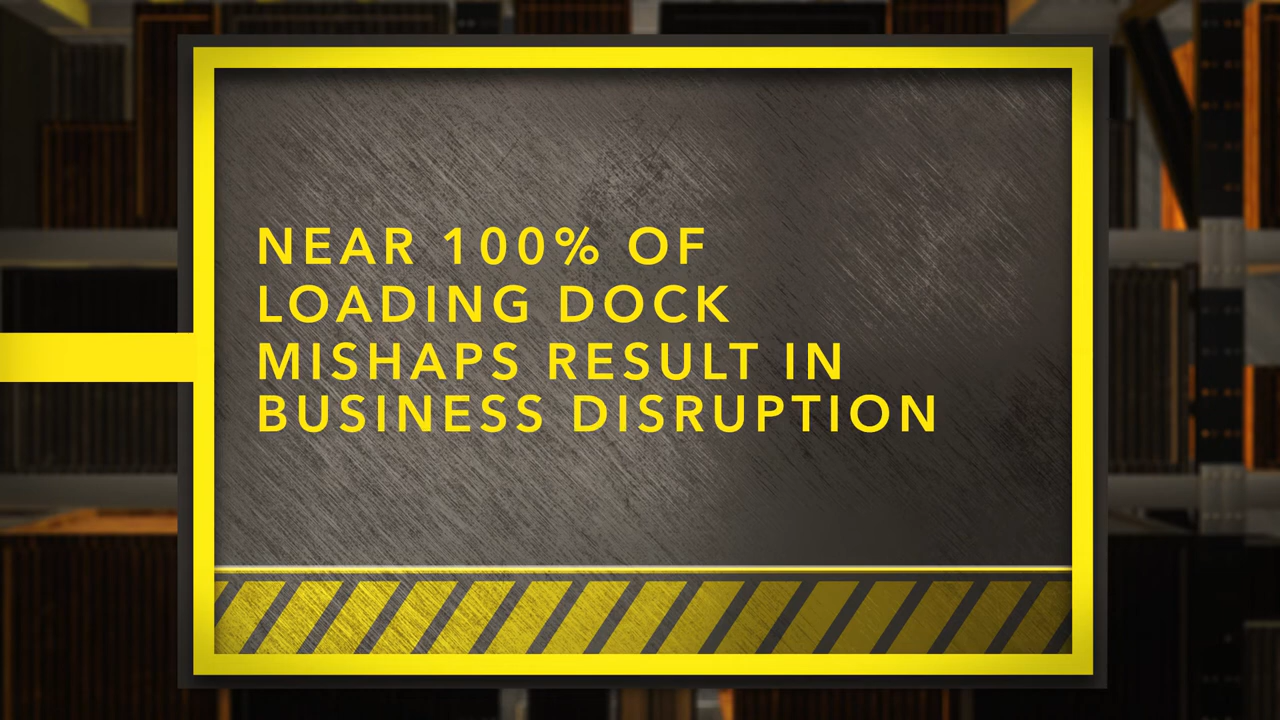 NEAR 100% OF
LOADING DOCK
MISHAPS RESULT IN
BUSINESS DISRUPTION